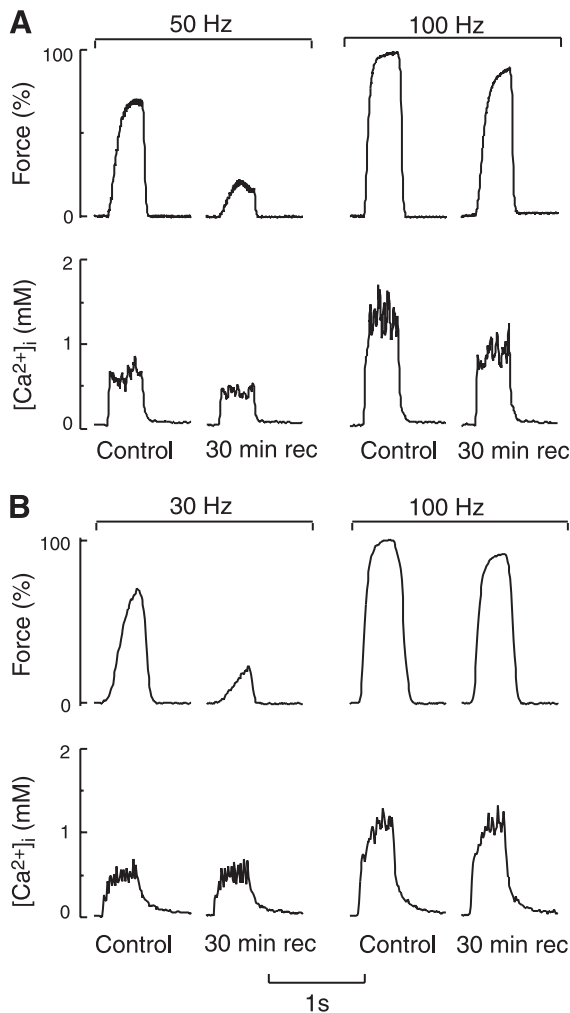 A
50 Hz
100 Hz
100
Force (%)
0
2
[Ca²⁺]ᵢ (mM)
1
0
Control
30 min rec
Control
30 min rec
B
30 Hz
100 Hz
100
Force (%)
0
2
[Ca²⁺]ᵢ (mM)
1
0
Control
30 min rec
Control
30 min rec
1s